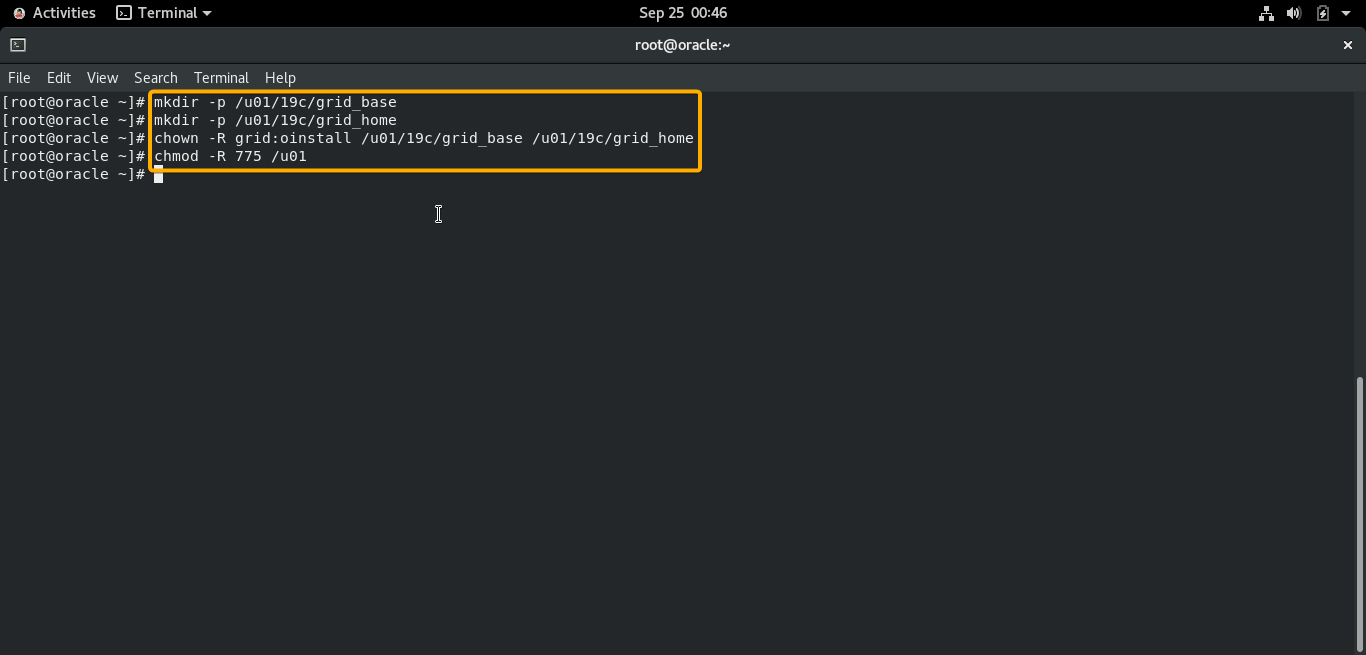 Activities Terminal Sep 25 00:46
root@oracle:~ ×
File Edit View Search Terminal Help
[root@oracle ~]# mkdir -p /u01/19c/grid_base
[root@oracle ~]# mkdir -p /u01/19c/grid_home
[root@oracle ~]# chown -R grid:oinstall /u01/19c/grid_base /u01/19c/grid_home
[root@oracle ~]# chmod -R 775 /u01
[root@oracle ~]#